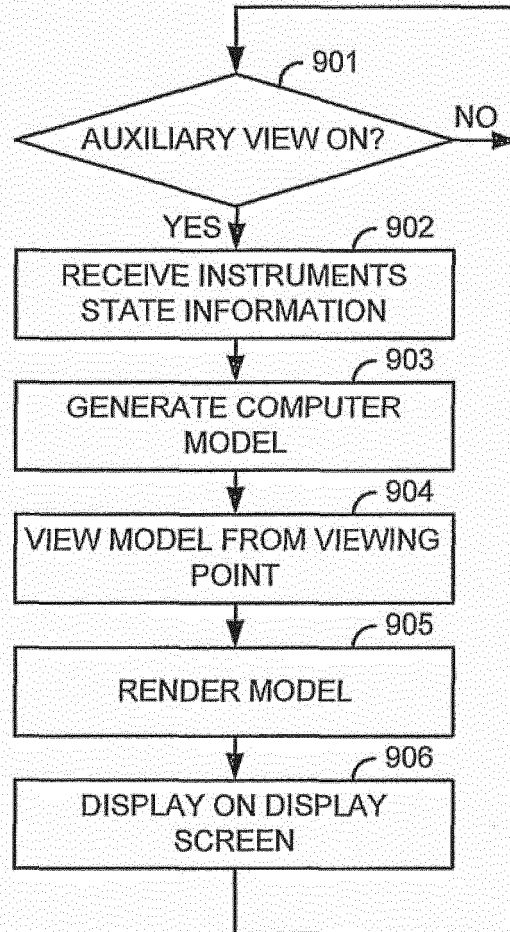 901
AUXILIARY VIEW ON?
NO
YES
902
RECEIVE INSTRUMENTS
STATE INFORMATION
903
GENERATE COMPUTER
MODEL
904
VIEW MODEL FROM VIEWING
POINT
905
RENDER MODEL
906
DISPLAY ON DISPLAY
SCREEN